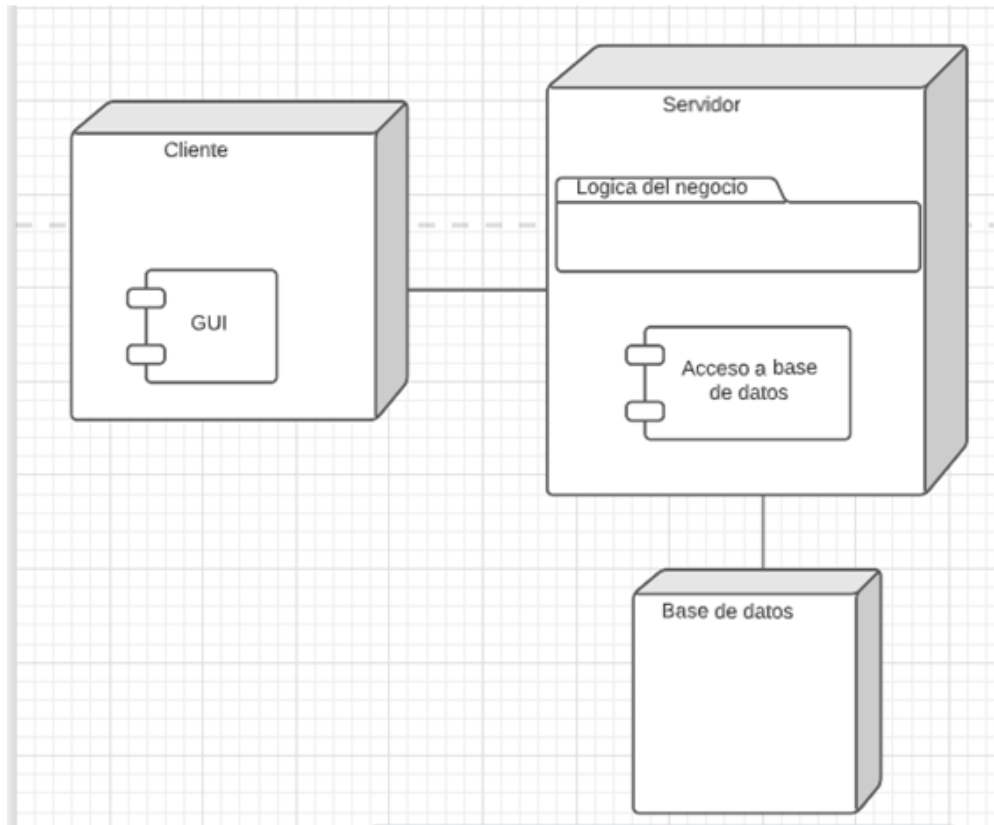 Cliente
GUI
Servidor
Logica del negocio
Acceso a base
de datos
Base de datos